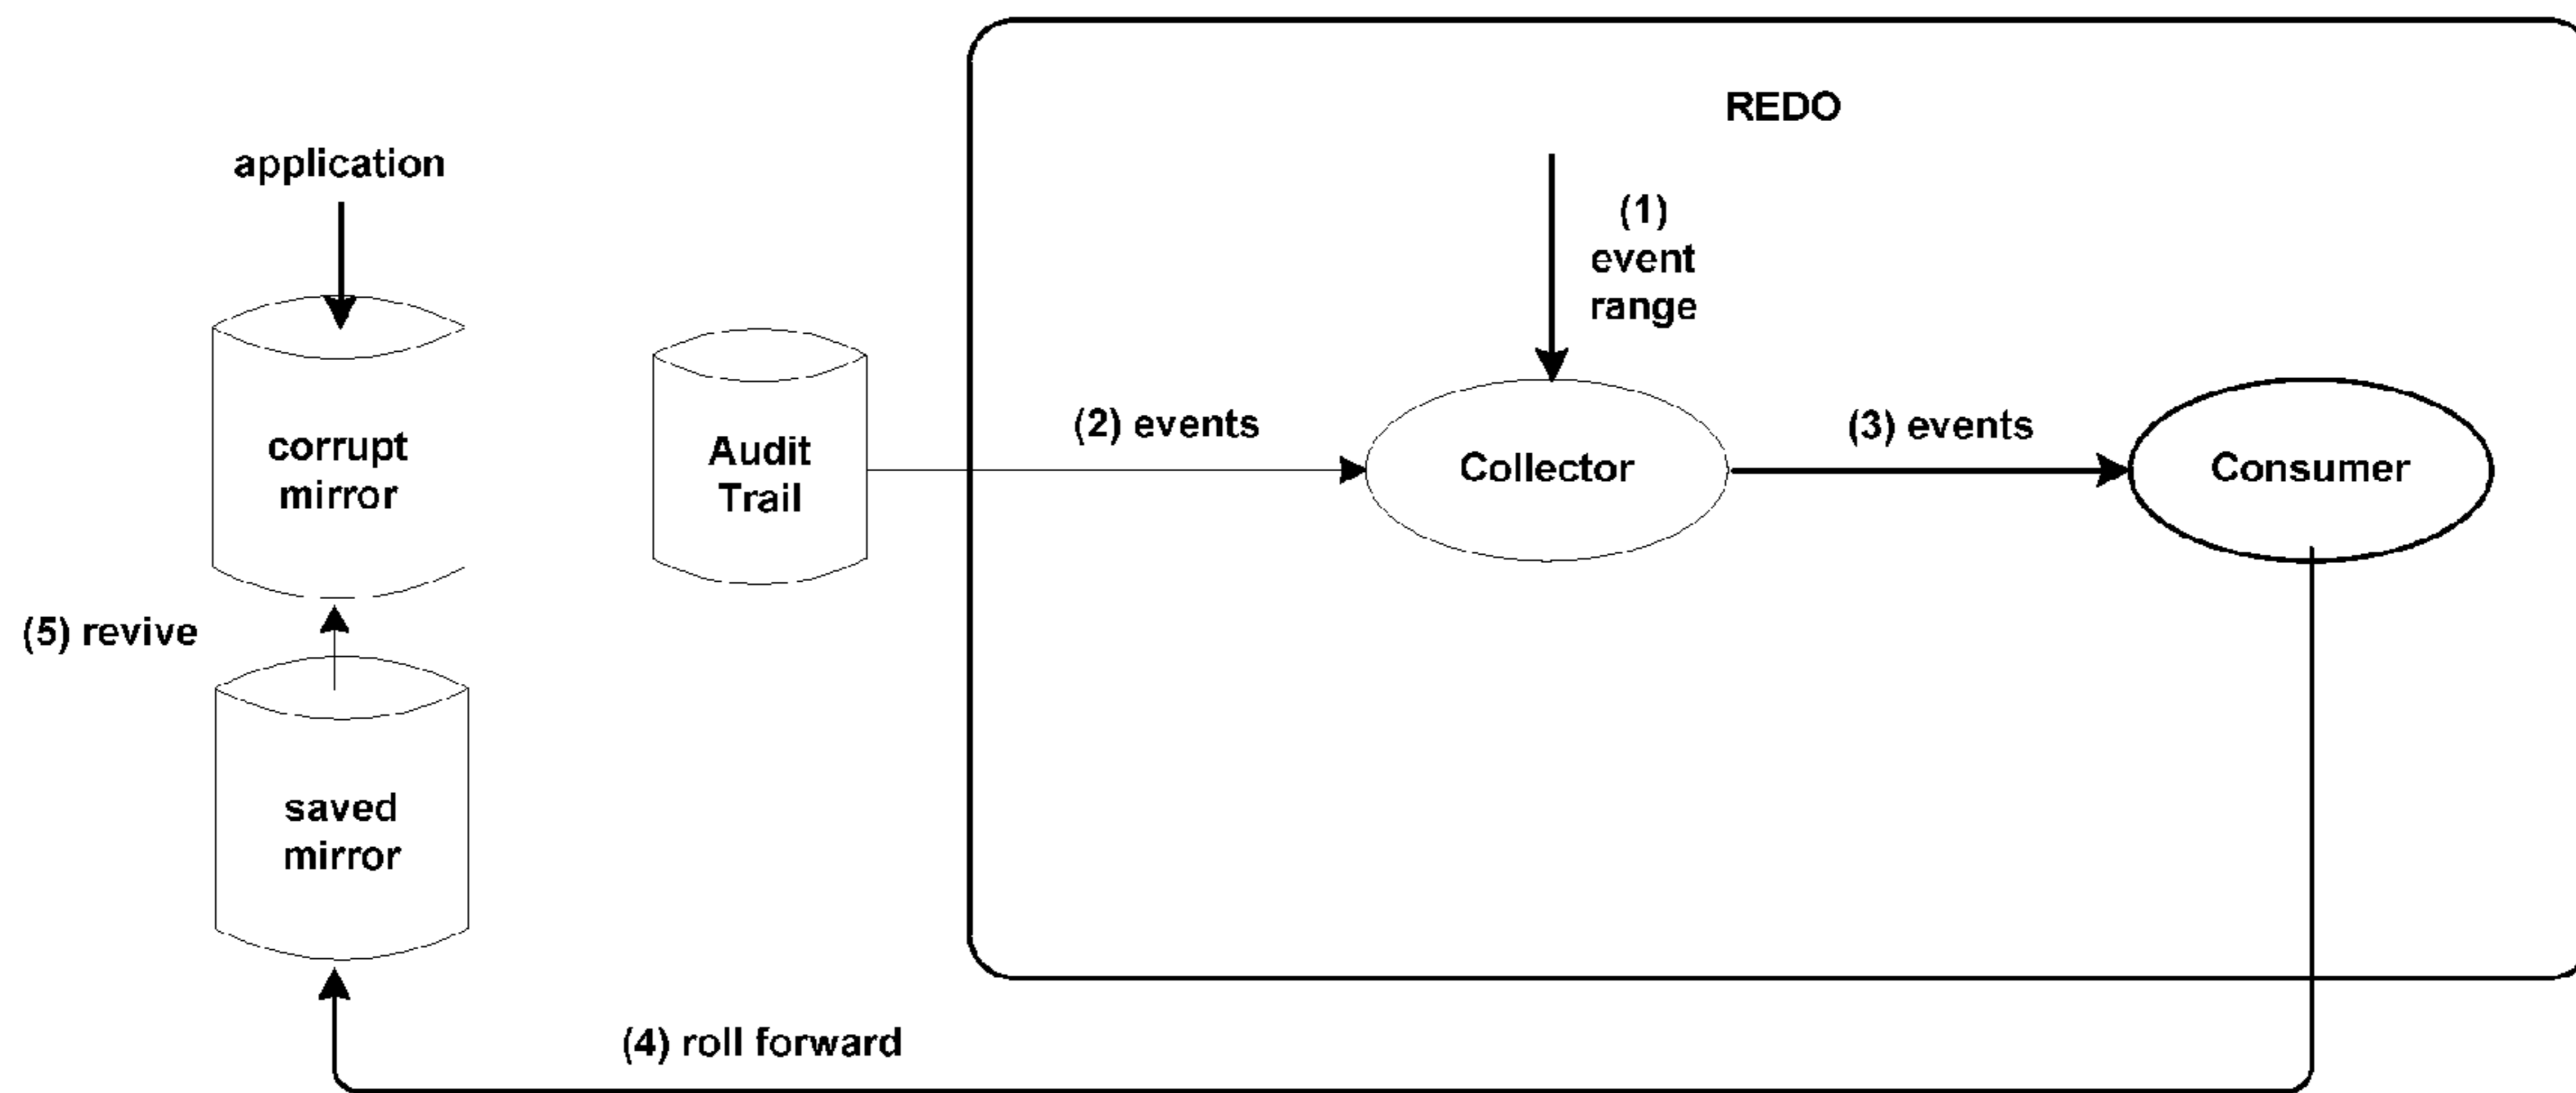 REDO
application
(1)
event
range
corrupt
mirror
Audit
Trail
(2) events
Collector
(3) events
Consumer
(5) revive
saved
mirror
(4) roll forward